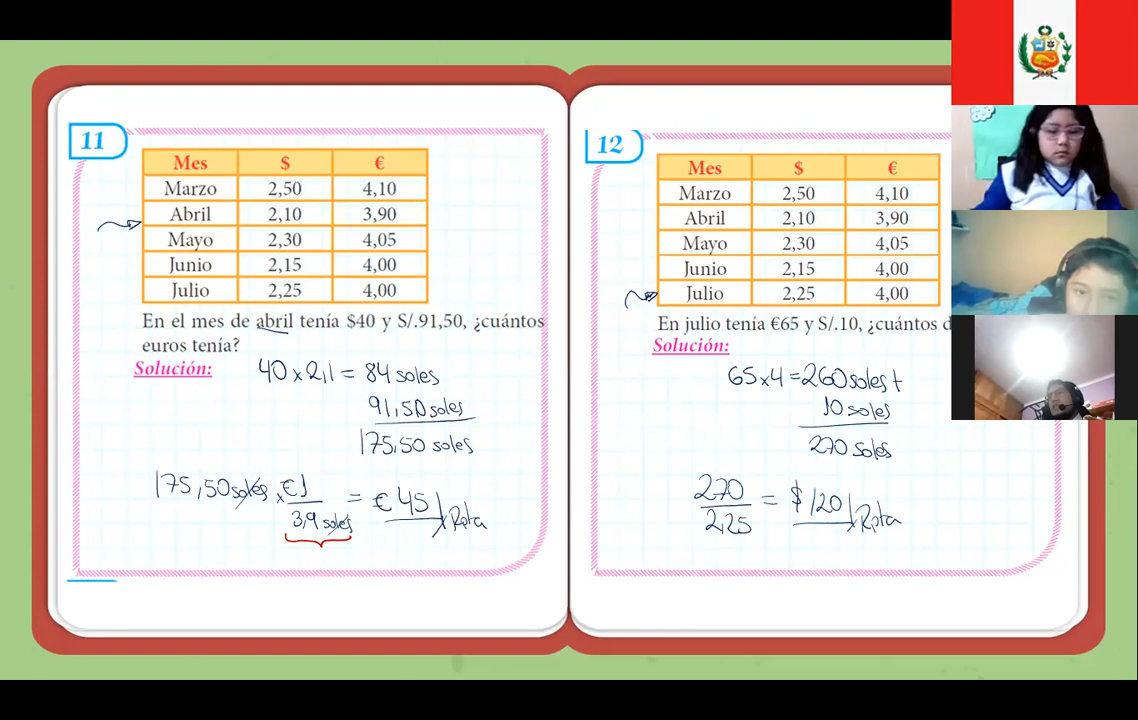 11
Mes $ €
Marzo 2,50 4,10
Abril 2,10 3,90
Mayo 2,30 4,05
Junio 2,15 4,00
Julio 2,25 4,00
En el mes de abril tenía $40 y S/.91,50, ¿cuántos
euros tenía?
Solución:
40 x 2,1 = 84 soles
91,50 soles
175,50 soles
175,50 soles x €1 / 3,9 soles = € 45 Rpta
12
Mes $ €
Marzo 2,50 4,10
Abril 2,10 3,90
Mayo 2,30 4,05
Junio 2,15 4,00
Julio 2,25 4,00
En julio tenía €65 y S/.10, ¿cuántos d
Solución:
65 x 4 = 260 soles +
10 soles
270 soles
270 / 2,25 = $ 120 Rpta